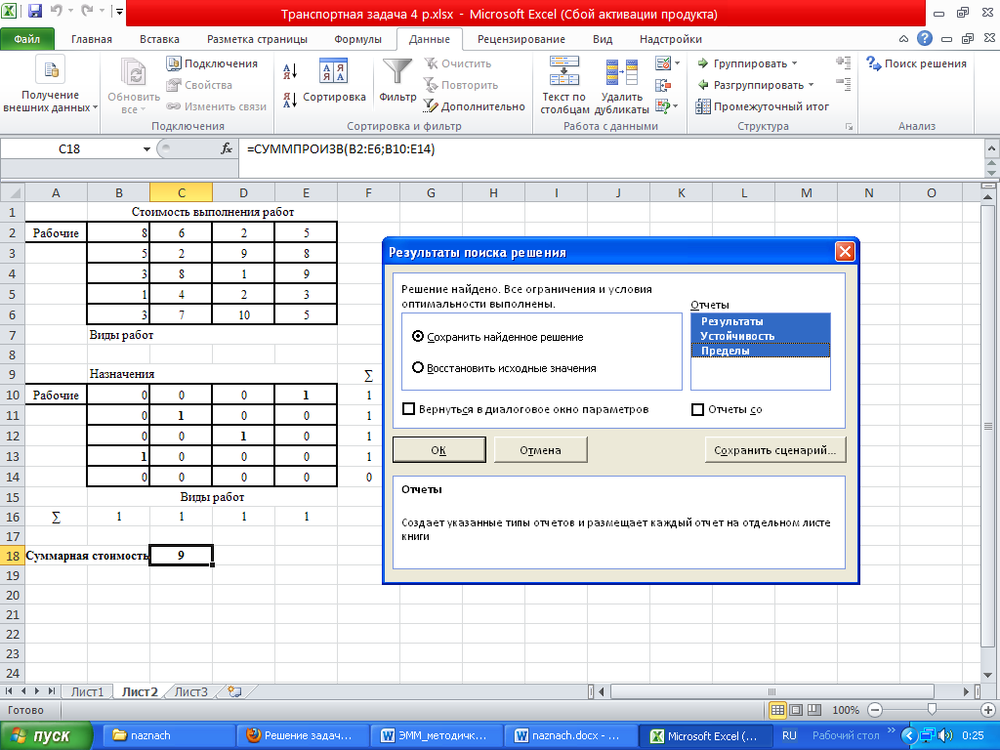 Транспортная задача 4 р.xlsx - Microsoft Excel (Сбой активации продукта)
Файл Главная Вставка Разметка страницы Формулы Данные Рецензирование Вид Надстройки
Получение внешних данных
Обновить все
Подключения
Свойства
Изменить связи
Подключения
Сортировка
Фильтр
Очистить
Повторить
Дополнительно
Сортировка и фильтр
Текст по столбцам
Удалить дубликаты
Работа с данными
Группировать
Разгруппировать
Промежуточный итог
Структура
Поиск решения
Анализ
C18 fx =СУММПРОИЗВ(B2:E6;B10:E14)
A B C D E F G H I J K L M N O
1 Стоимость выполнения работ
2 Рабочие 8 6 2 5
3 5 2 9 8
4 3 8 1 9
5 1 4 2 3
6 3 7 10 5
7 Виды работ
8
9 Назначения ∑
10 Рабочие 0 0 0 1 1
11 0 1 0 0 1
12 0 0 1 0 1
13 1 0 0 0 1
14 0 0 0 0 0
15 Виды работ
16 ∑ 1 1 1 1
17
18 Суммарная стоимость 9
19
20
21
22
23
24
Результаты поиска решения
Решение найдено. Все ограничения и условия
оптимальности выполнены.
Отчеты
Результаты
Устойчивость
Пределы
Сохранить найденное решение
Восстановить исходные значения
Вернуться в диалоговое окно параметров
Отчеты со
ОК Отмена Сохранить сценарий...
Отчеты
Создает указанные типы отчетов и размещает каждый отчет на отдельном листе
книги
Лист1 Лист2 Лист3
Готово 100%
пуск naznach Решение задач... ЭММ_методичк... naznach.docx - ... Microsoft Excel (... RU Рабочий стол » 0:25